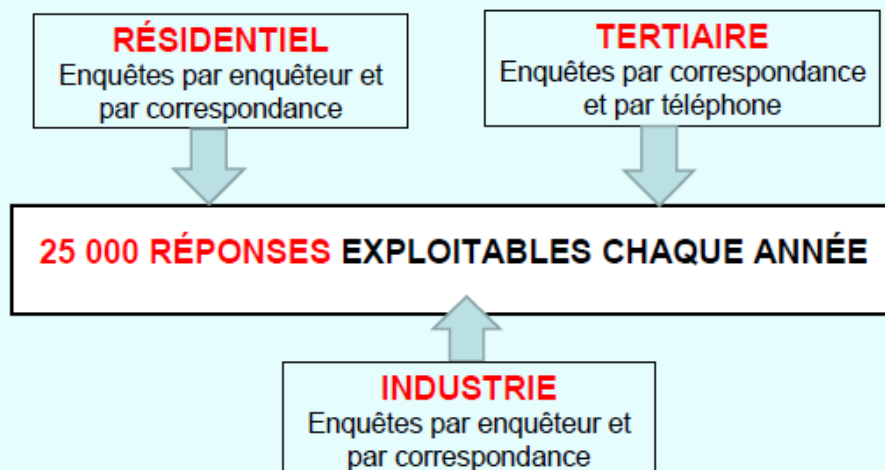 RÉSIDENTIEL
Enquêtes par enquêteur et
par correspondance
TERTIAIRE
Enquêtes par correspondance
et par téléphone
25 000 RÉPONSES EXPLOITABLES CHAQUE ANNÉE
INDUSTRIE
Enquêtes par enquêteur et
par correspondance